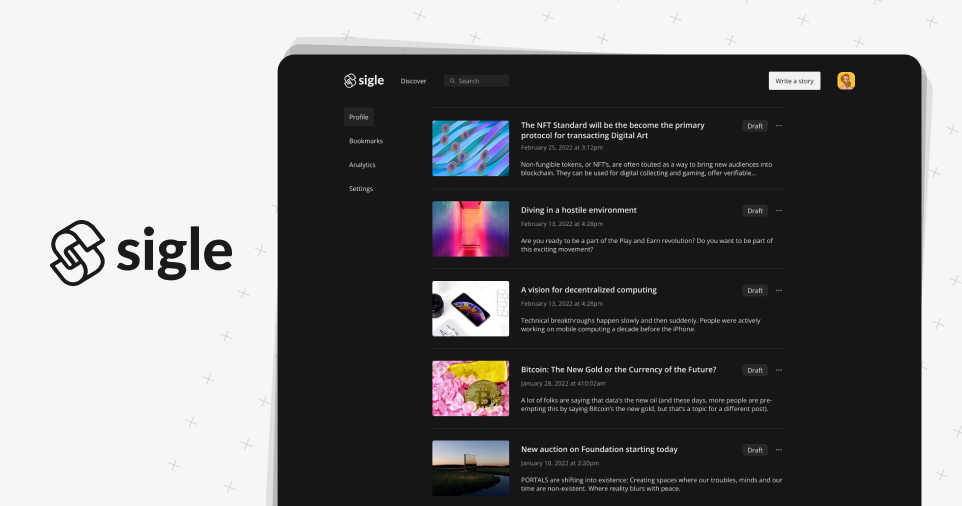 sigle
sigle
Discover
Search
Write a story
Profile
Bookmarks
Analytics
Settings
The NFT Standard will be the become the primary
protocol for transacting Digital Art
Draft
February 25, 2022 at 3:12pm
Non-fungible tokens, or NFT's, are often touted as a way to bring new audiences into
blockchain. They can be used for digital collecting and gaming, offer verifiable...
Diving in a hostile environment
Draft
February 13, 2022 at 4:28pm
Are you ready to be a part of the Play and Earn revolution? Do you want to be part of
this exciting movement?
A vision for decentralized computing
Draft
February 13, 2022 at 4:28pm
Technical breakthroughs happen slowly and then suddenly. People were actively
working on mobile computing a decade before the iPhone.
Bitcoin: The New Gold or the Currency of the Future?
Draft
January 28, 2022 at 410:02am
A lot of folks are saying that data's the new oil (and these days, more people are pre-
empting this by saying Bitcoin's the new gold, but that's a topic for a different post).
New auction on Foundation starting today
Draft
January 10, 2022 at 2:20pm
PORTALS are shifting into existence; Creating spaces where our troubles, minds and our
time are non-existent. Where reality blurs with peace.